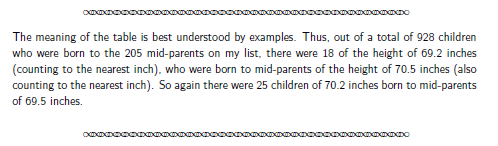 The meaning of the table is best understood by examples. Thus, out of a total of 928 children
who were born to the 205 mid-parents on my list, there were 18 of the height of 69.2 inches
(counting to the nearest inch), who were born to mid-parents of the height of 70.5 inches (also
counting to the nearest inch). So again there were 25 children of 70.2 inches born to mid-parents
of 69.5 inches.